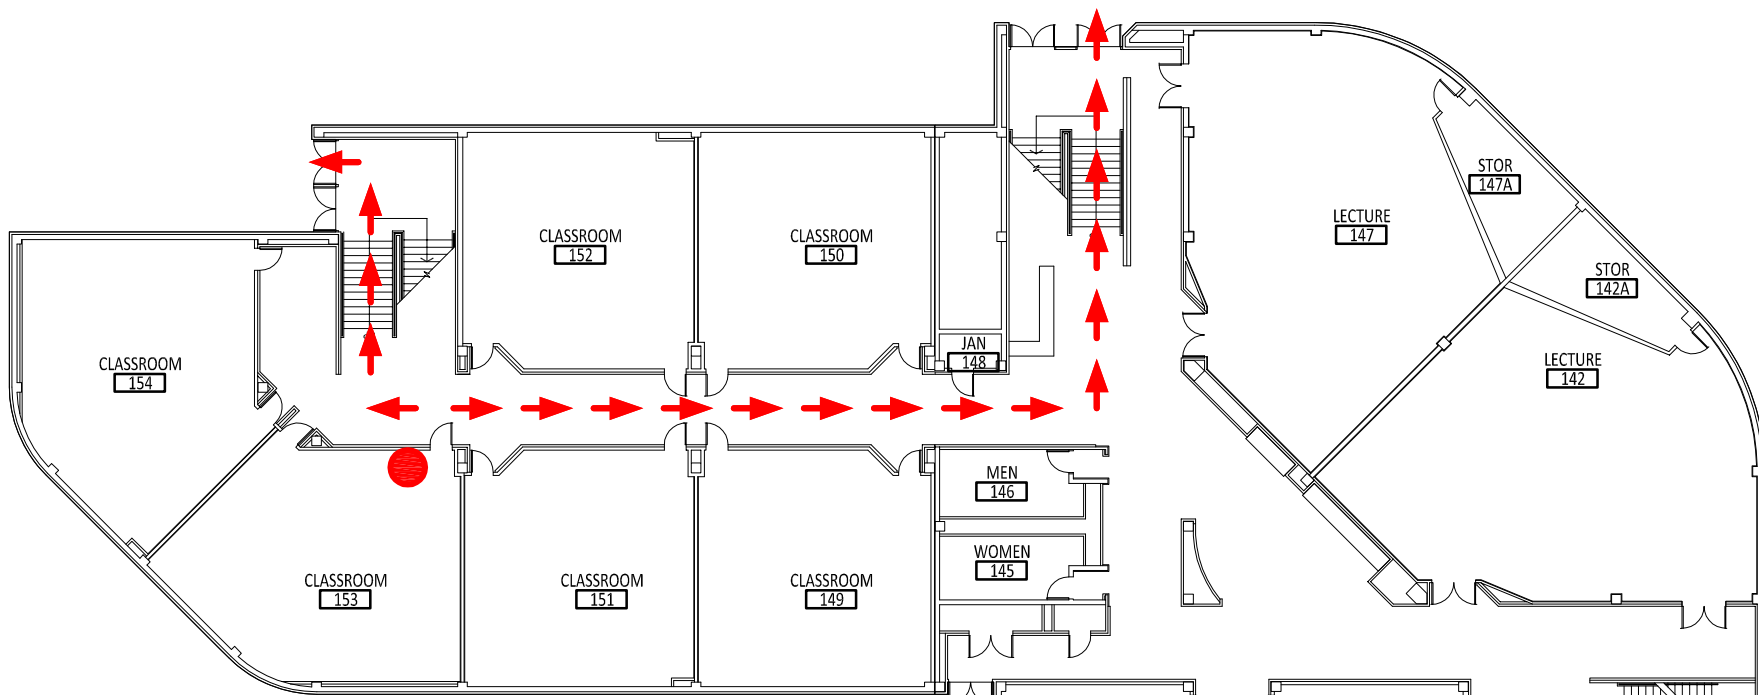 STOR
147A
LECTURE
147
CLASSROOM
152
CLASSROOM
150
STOR
142A
JAN
148
CLASSROOM
154
LECTURE
142
MEN
146
WOMEN
145
CLASSROOM
153
CLASSROOM
151
CLASSROOM
149